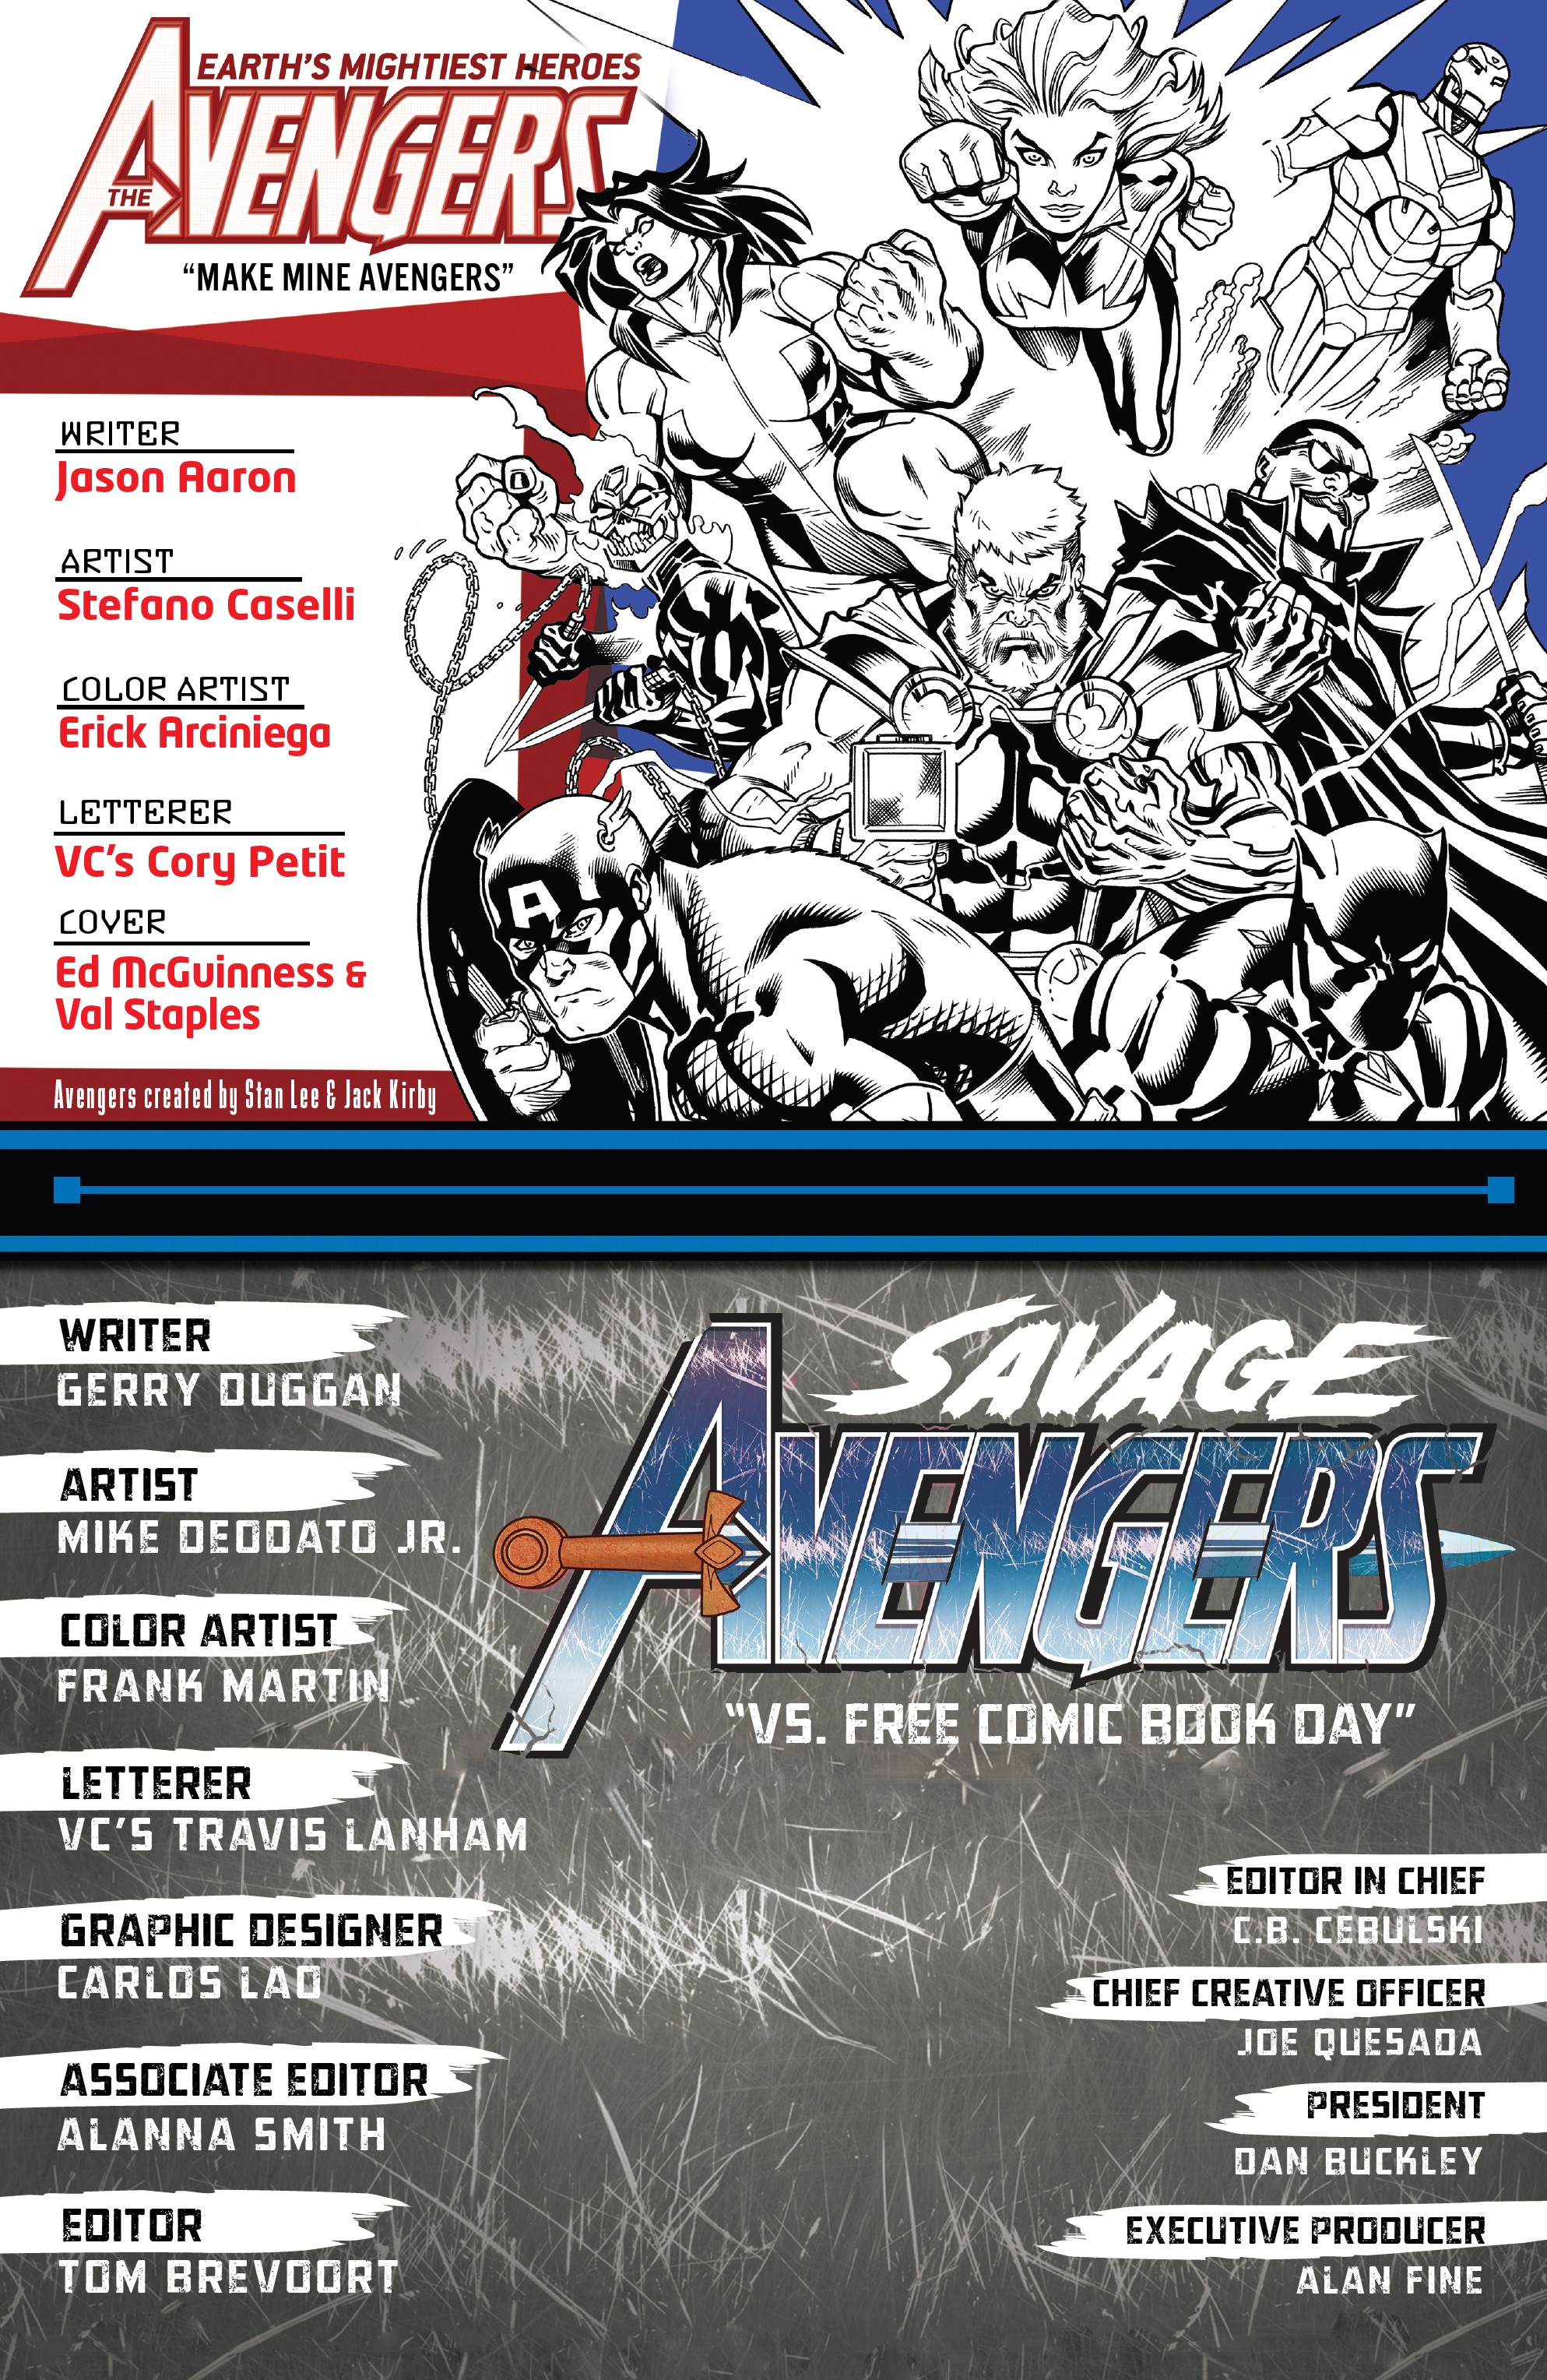 EARTH'S MIGHTIEST HEROES
THE AVENGERS
“MAKE MINE AVENGERS”
WRITER
Jason Aaron
ARTIST
Stefano Caselli
COLOR ARTIST
Erick Arciniega
LETTERER
VC's Cory Petit
COVER
Ed McGuinness &
Val Staples
Avengers created by Stan Lee & Jack Kirby
A
WRITER
GERRY DUGGAN
ARTIST
MIKE DEODATO JR.
COLOR ARTIST
FRANK MARTIN
LETTERER
VC'S TRAVIS LANHAM
GRAPHIC DESIGNER
CARLOS LAO
ASSOCIATE EDITOR
ALANNA SMITH
EDITOR
TOM BREVOORT
SAVAGE
AVENGERS
“VS. FREE COMIC BOOK DAY”
EDITOR IN CHIEF
C.B. CEBULSKI
CHIEF CREATIVE OFFICER
JOE QUESADA
PRESIDENT
DAN BUCKLEY
EXECUTIVE PRODUCER
ALAN FINE